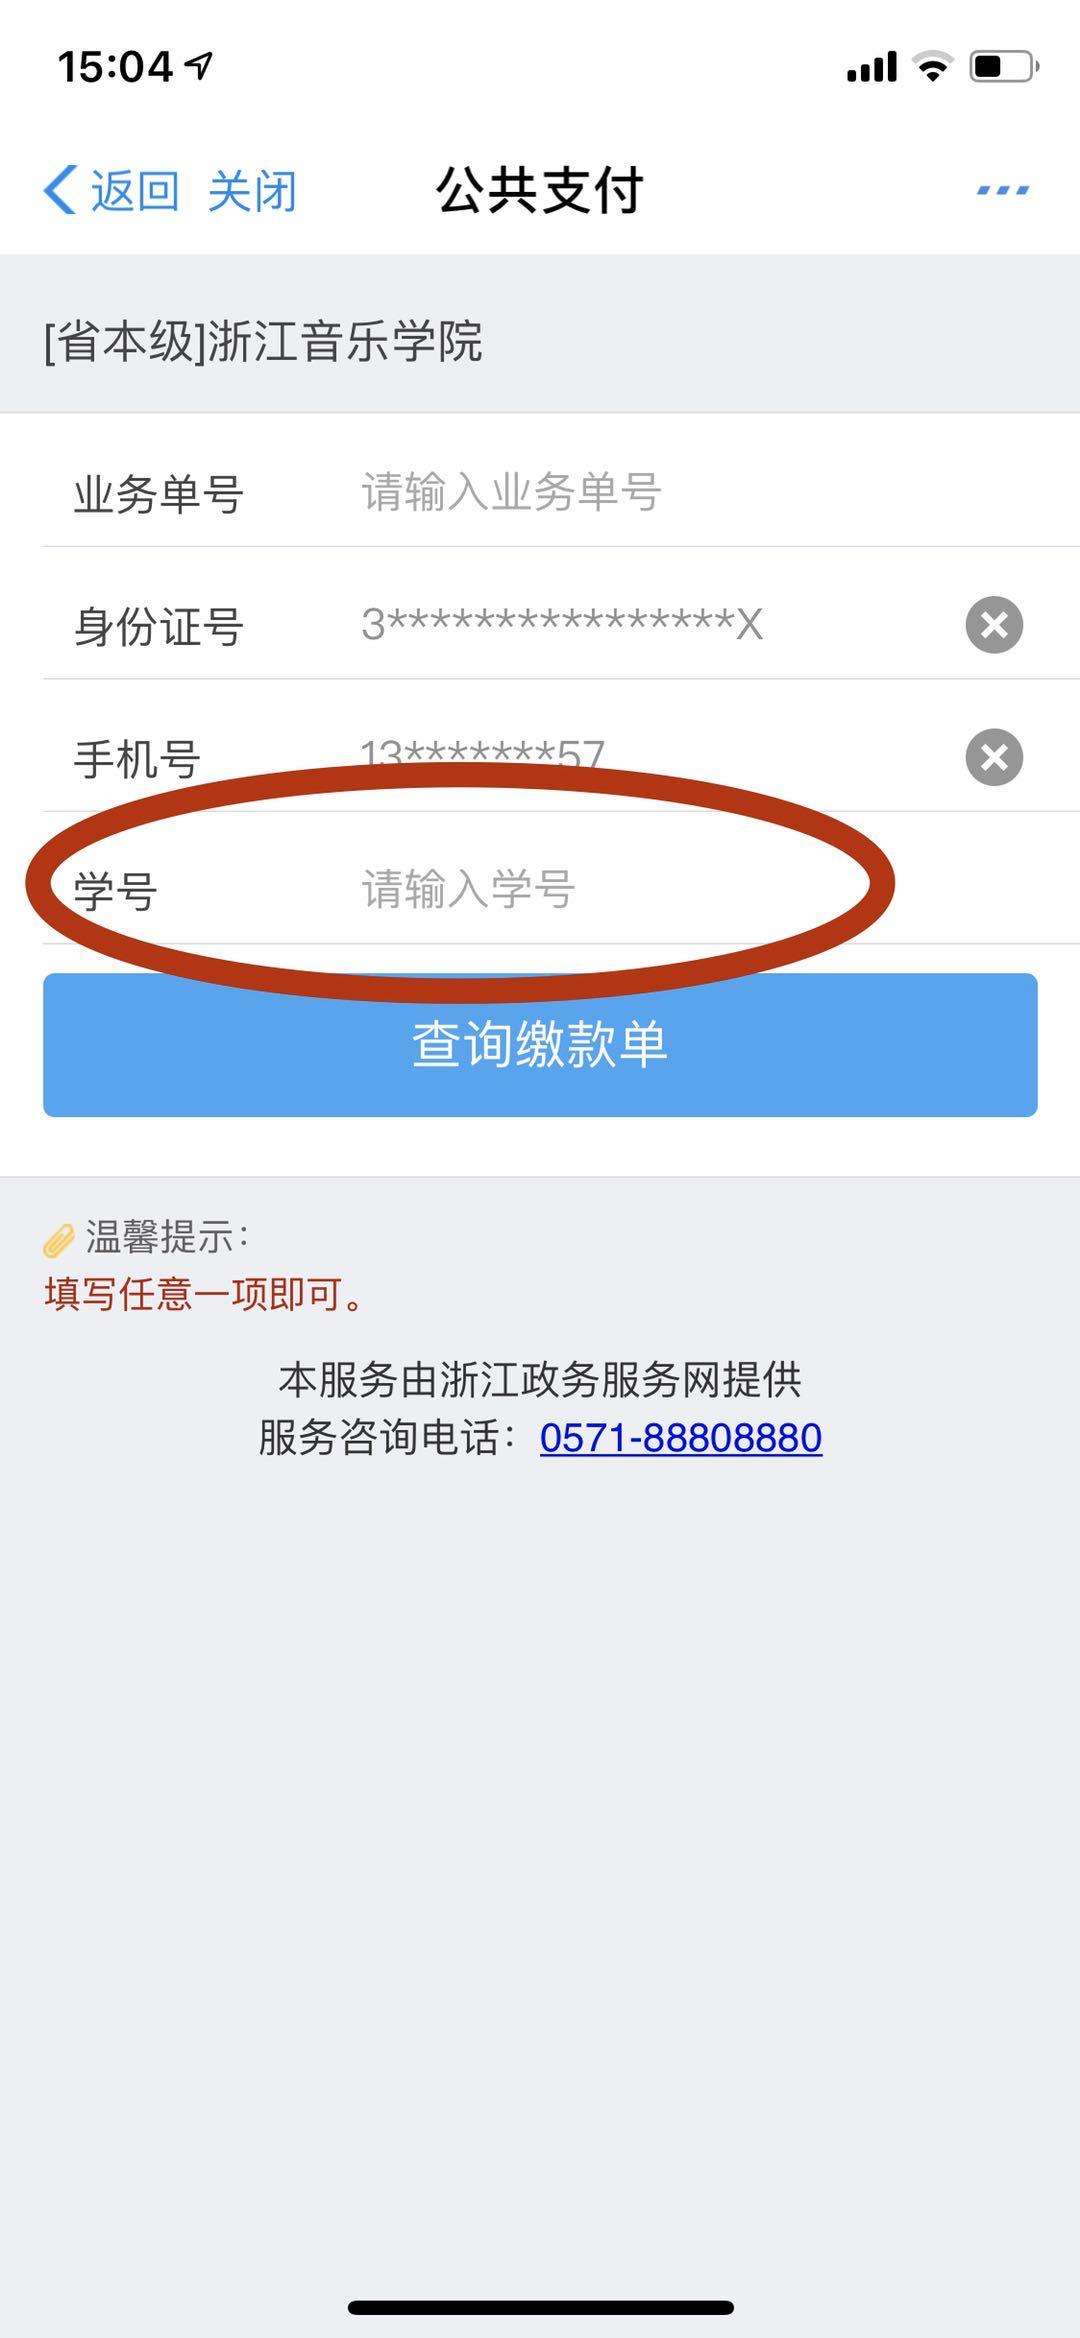 15:04
返回 关闭 公共支付
[省本级]浙江音乐学院
业务单号 请输入业务单号
身份证号 3****************X
手机号 13*******57
学号 请输入学号
查询缴款单
温馨提示：
填写任意一项即可。
本服务由浙江政务服务网提供
服务咨询电话：0571-88808880